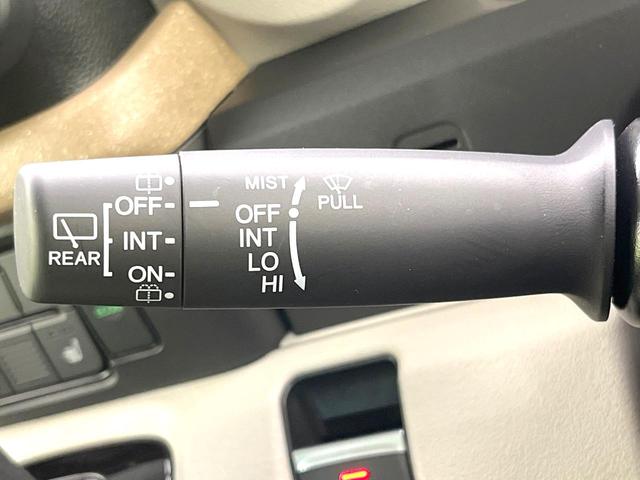 OFF
INT
ON
REAR
MIST
OFF
INT
LO
HI
PULL